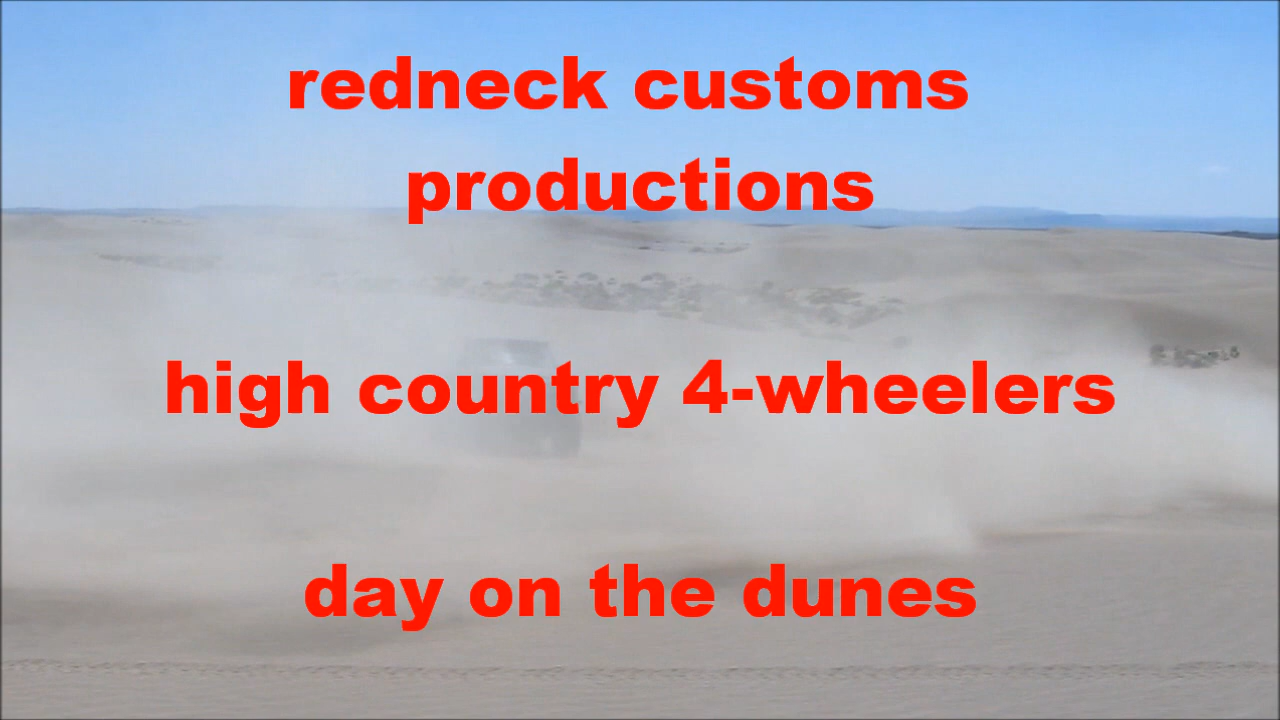 redneck customs
productions
high country 4-wheelers
day on the dunes